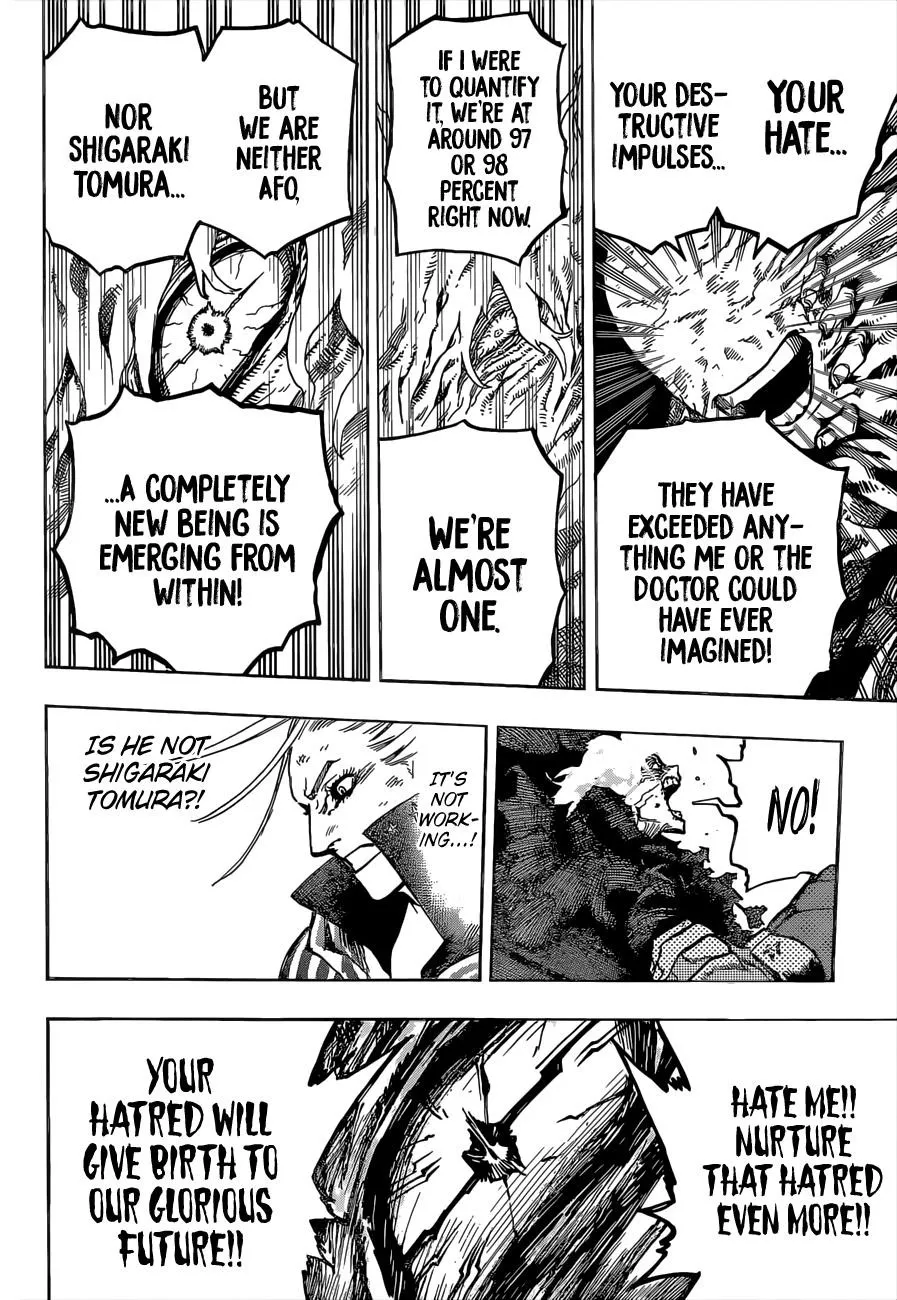 YOUR
HATE...
YOUR DES-
TRUCTIVE
IMPULSES...
THEY HAVE
EXCEEDED ANY-
THING ME OR THE
DOCTOR COULD
HAVE EVER
IMAGINED!
IF I WERE
TO QUANTIFY
IT, WE'RE AT
AROUND 97
OR 98
PERCENT
RIGHT NOW.
WE'RE
ALMOST
ONE.
BUT
WE ARE
NEITHER
AFO,
NOR
SHIGARAKI
TOMURA...
...A COMPLETELY
NEW BEING IS
EMERGING FROM
WITHIN!
NO!
IT'S
NOT
WORK-
ING...!
IS HE NOT
SHIGARAKI
TOMURA?!
HATE ME!!
NURTURE
THAT HATRED
EVEN MORE!!
YOUR
HATRED WILL
GIVE BIRTH TO
OUR GLORIOUS
FUTURE!!